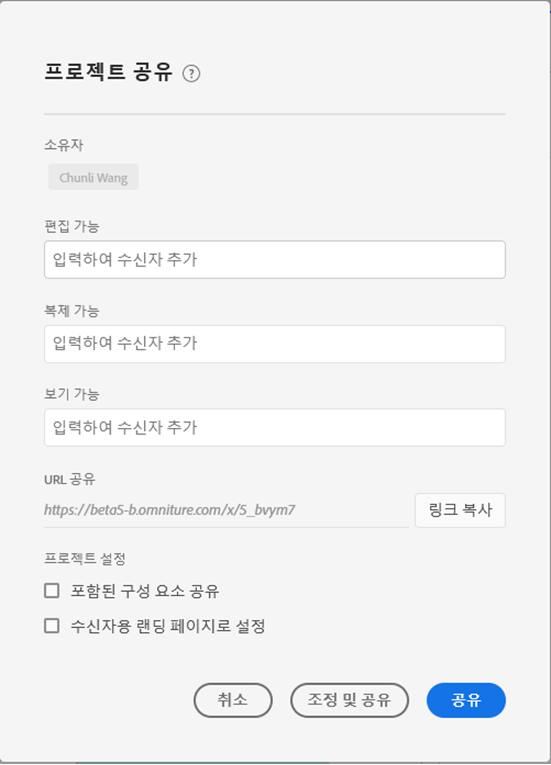 프로젝트 공유 ?
소유자
Chunli Wang
편집 가능
입력하여 수신자 추가
복제 가능
입력하여 수신자 추가
보기 가능
입력하여 수신자 추가
URL 공유
https://beta5-b.omniture.com/x/5_bvym7
링크 복사
프로젝트 설정
포함된 구성 요소 공유
수신자용 랜딩 페이지로 설정
취소 조정 및 공유 공유